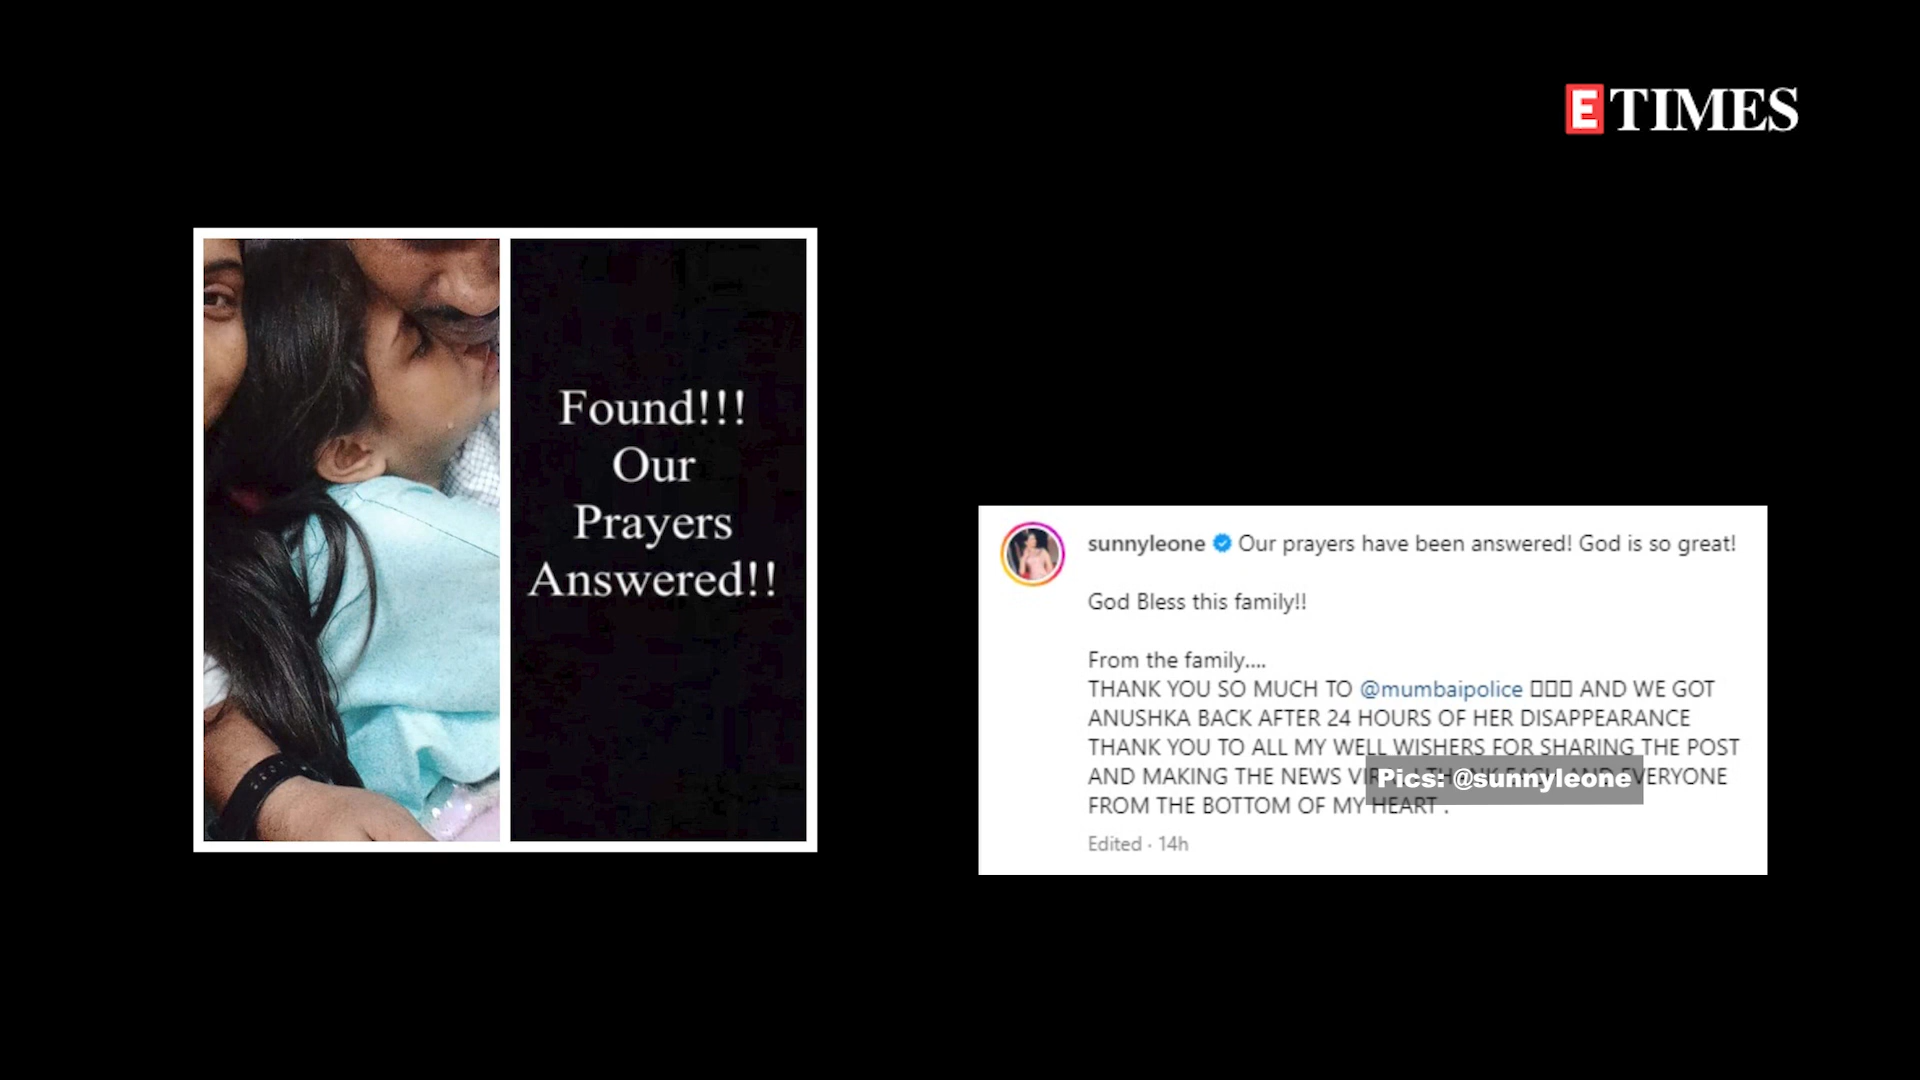 E TIMES
Found!!!
Our
Prayers
Answered!!
sunnyleone Our prayers have been answered! God is so great!
God Bless this family!!
From the family....
THANK YOU SO MUCH TO @mumbaipolice AND WE GOT
ANUSHKA BACK AFTER 24 HOURS OF HER DISAPPEARANCE
THANK YOU TO ALL MY WELL WISHERS FOR SHARING THE POST
AND MAKING THE NEWS EVERYONE
Pics: @sunnyleone
FROM THE BOTTOM OF MY HEART .
Edited · 14h